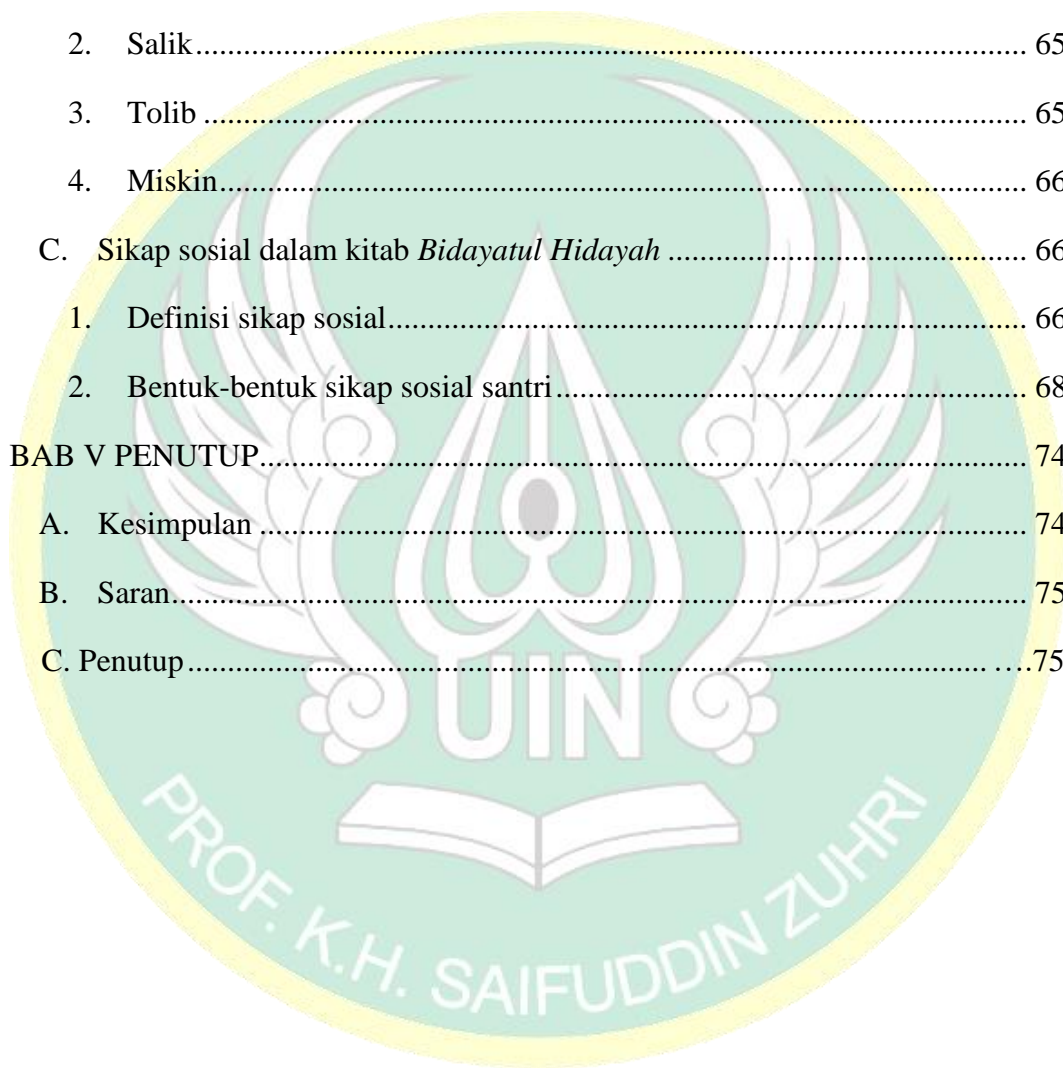 2. Salik........................................................................ 65
3. Tolib ....................................................................... 65
4. Miskin...................................................................... 66
C. Sikap sosial dalam kitab Bidayatul Hidayah .................................. 66
1. Definisi sikap sosial........................................................ 66
2. Bentuk-bentuk sikap sosial santri ........................................... 68
BAB V PENUTUP................................................................... 74
A. Kesimpulan .................................................................. 74
B. Saran........................................................................ 75
C. Penutup ..................................................................... ....75
UIN
PROF. K.H. SAIFUDDIN ZUHRI